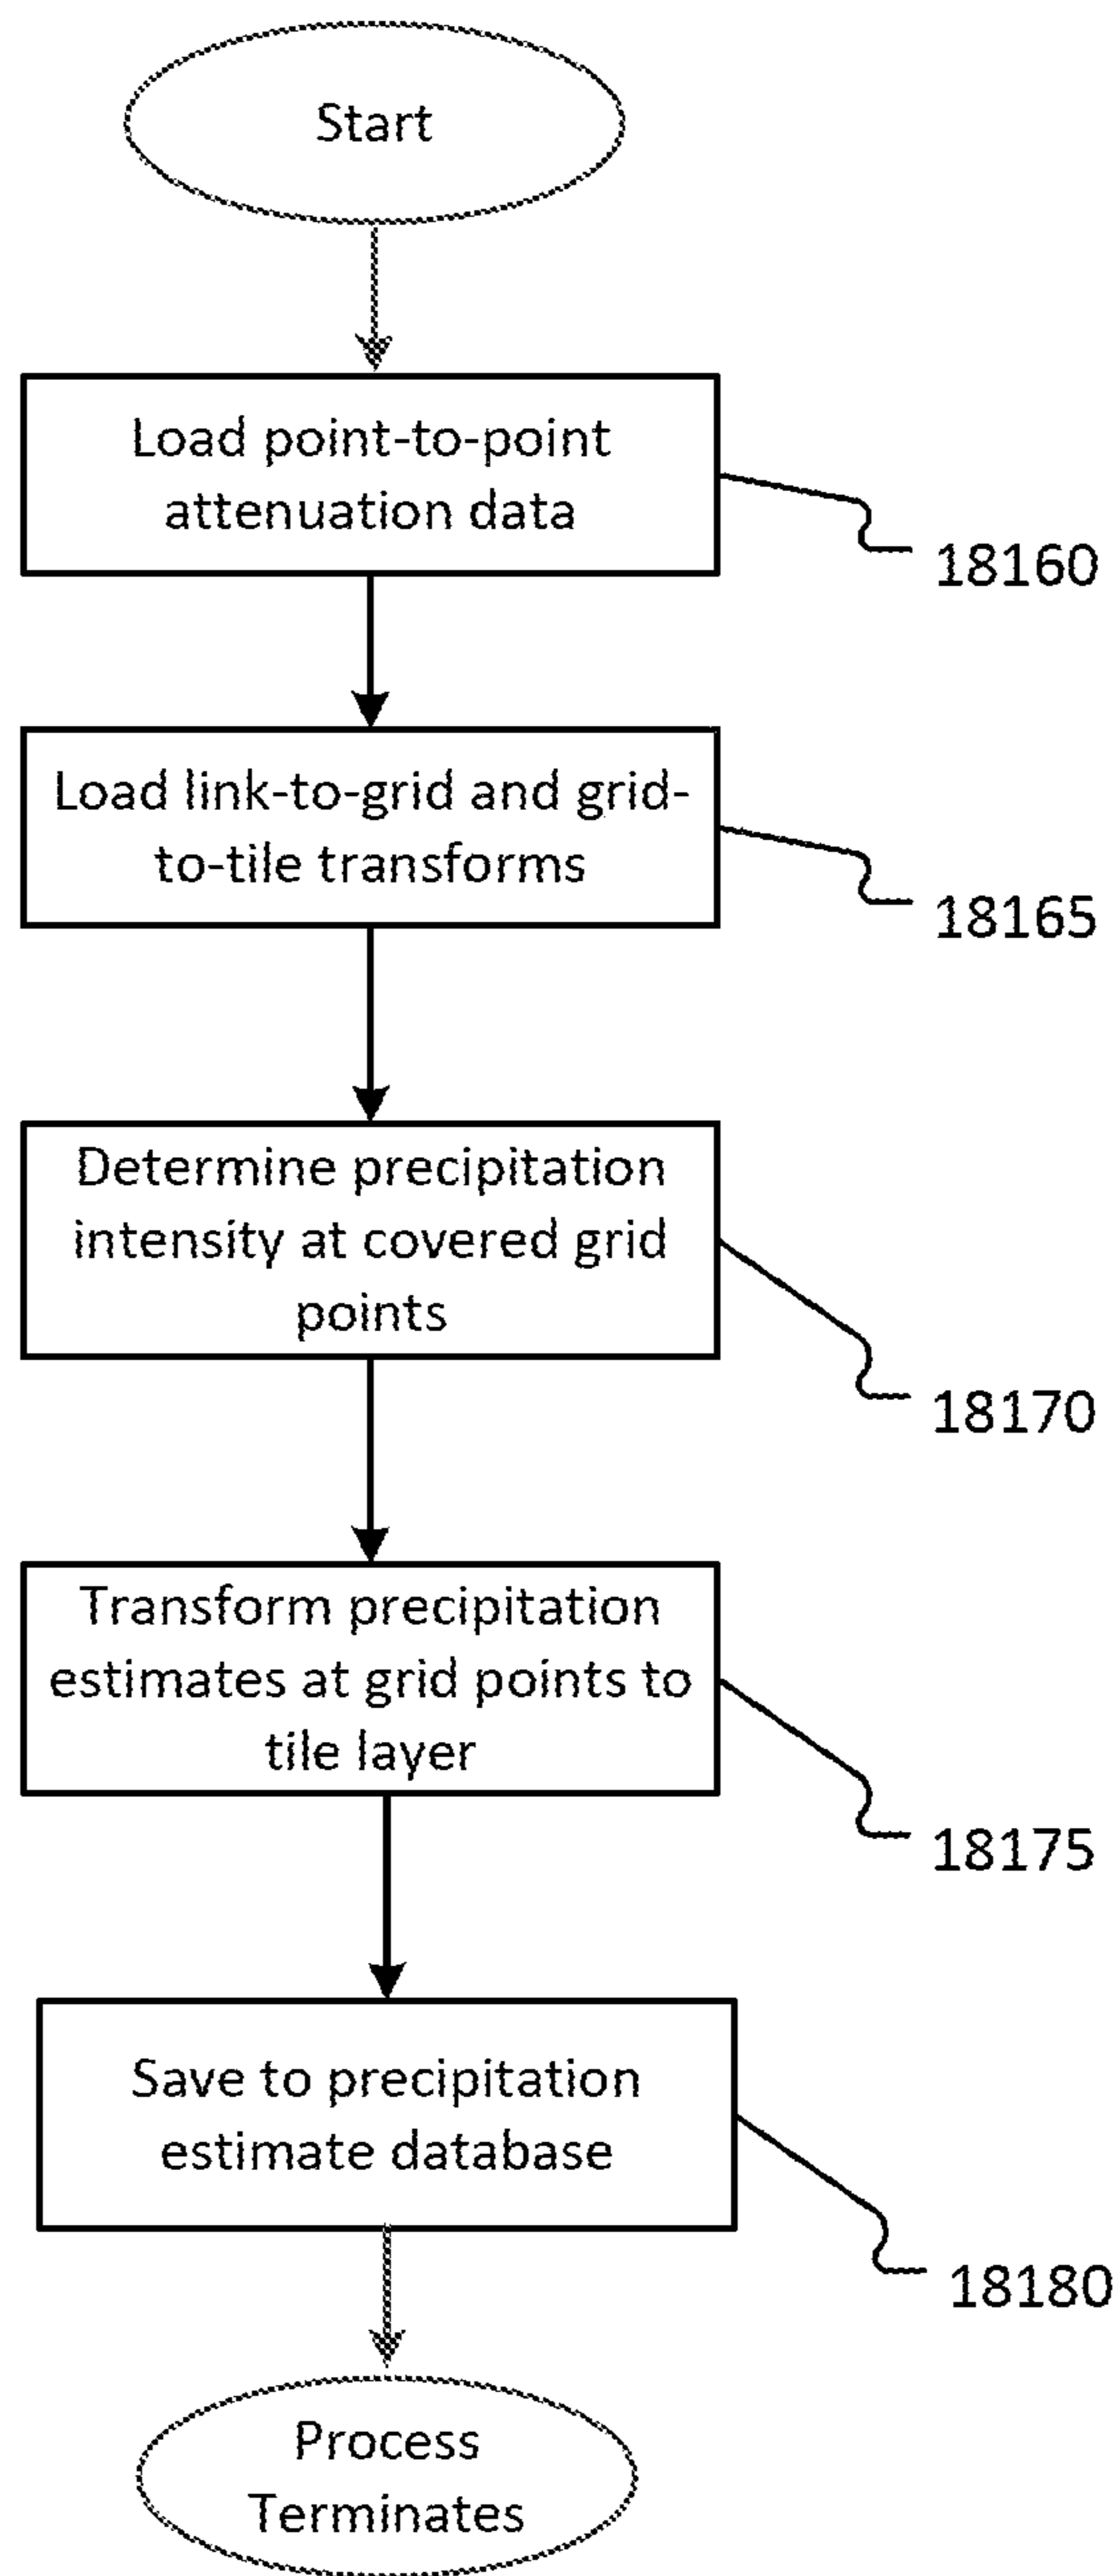 Start
Load point-to-point
attenuation data
18160
Load link-to-grid and grid-
to-tile transforms
18165
Determine precipitation
intensity at covered grid
points
18170
Transform precipitation
estimates at grid points to
tile layer
18175
Save to precipitation
estimate database
18180
Process
Terminates